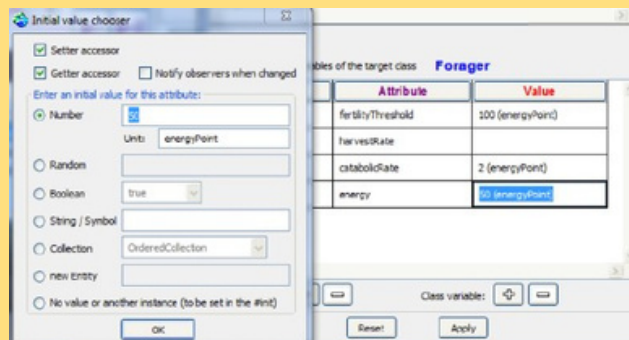 Initial value chooser
Setter accessor
Getter accessor Notify observers when changed
Enter an initial value for this attribute:
Number 50
Unit: energyPoint
Random
Boolean true
String / Symbol
Collection OrderedCollection
new Entity
No value or another instance (to be set in the #init)
OK
of the target class Forager
Attribute Value
fertilityThreshold 100 (energyPoint)
harvestRate
catabolicRate 2 (energyPoint)
energy 50 (energyPoint)
Class variable:
Reset Apply